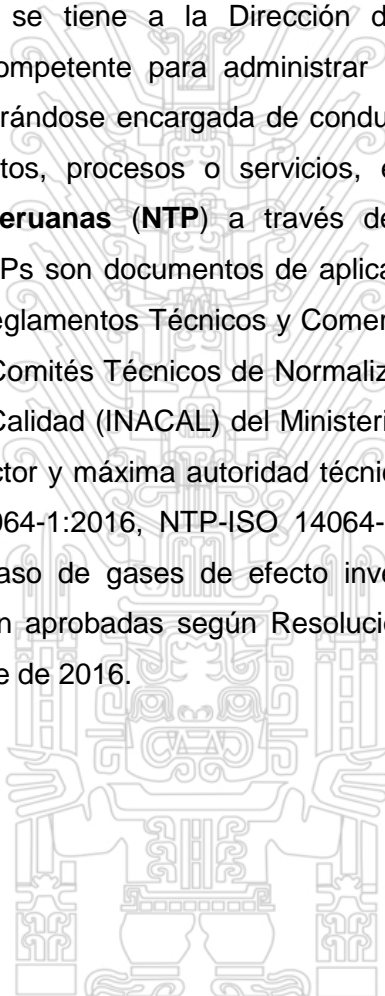 se tiene a la Dirección d
ompetente para administrar
rándose encargada de condu
tos, procesos o servicios, e
eruanas (NTP) a través de
Ps son documentos de aplica
eglamentos Técnicos y Comer
Comités Técnicos de Normaliz
Calidad (INACAL) del Ministeri
ctor y máxima autoridad técnic
064-1:2016, NTP-ISO 14064-
aso de gases de efecto inve
n aprobadas según Resolucio
e de 2016.